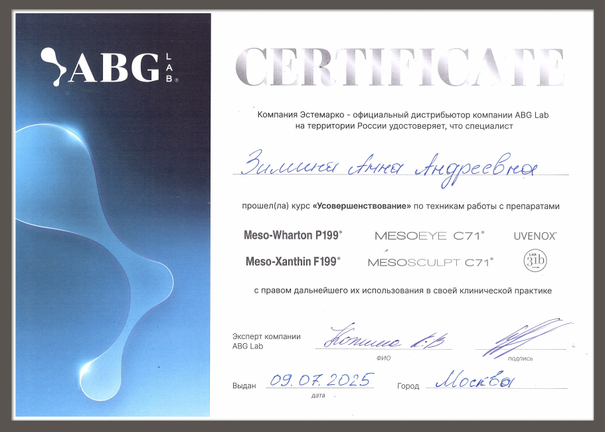 ABG LAB®
CERTIFICATE
Компания Эстемарко - официальный дистрибьютор компании ABG Lab
на территории России удостоверяет, что специалист
Зимина Анна Андреевна
прошел(ла) курс «Усовершенствование» по техникам работы с препаратами
Meso-Wharton P199® MESOEYE C71® UVENOX®
Meso-Xanthin F199® MESOSCULPT C71® LAB 31b
с правом дальнейшего их использования в своей клинической практике
Эксперт компании
ABG Lab
ФИО подпись
Выдан 09.07.2025 Город Москва
дата